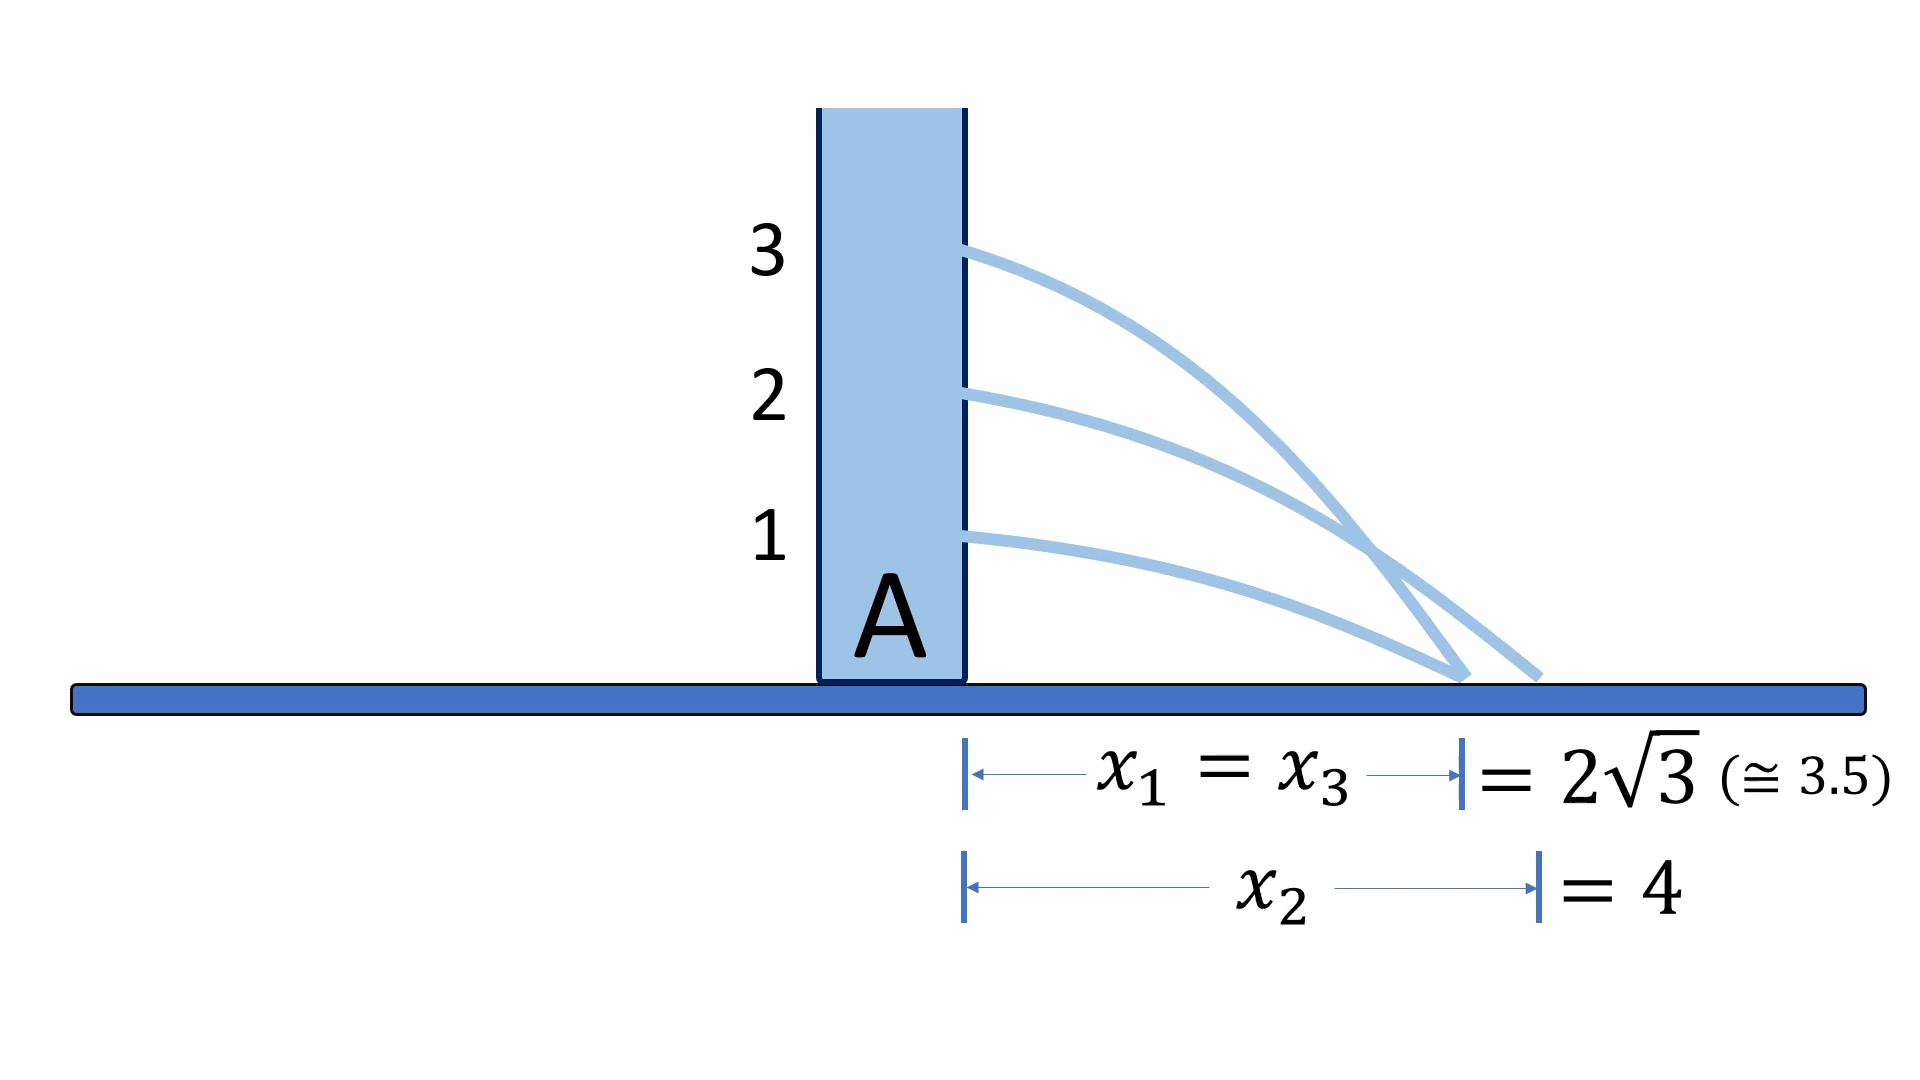 3
2
1
A
x₁ = x₃ = 2√3 (≅ 3.5)
x₂ = 4